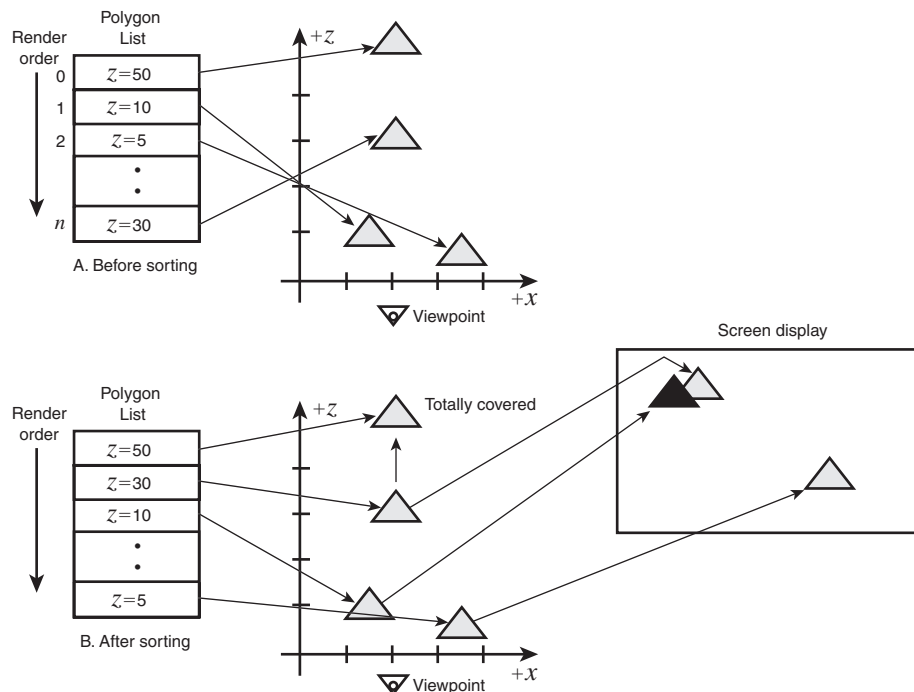 Polygon
List
Render
order
+z
0
z=50
1
z=10
2
z=5
n
z=30
A. Before sorting
+x
Viewpoint
Screen display
Polygon
List
Render
order
+z
Totally covered
z=50
z=30
z=10
z=5
B. After sorting
+x
Viewpoint